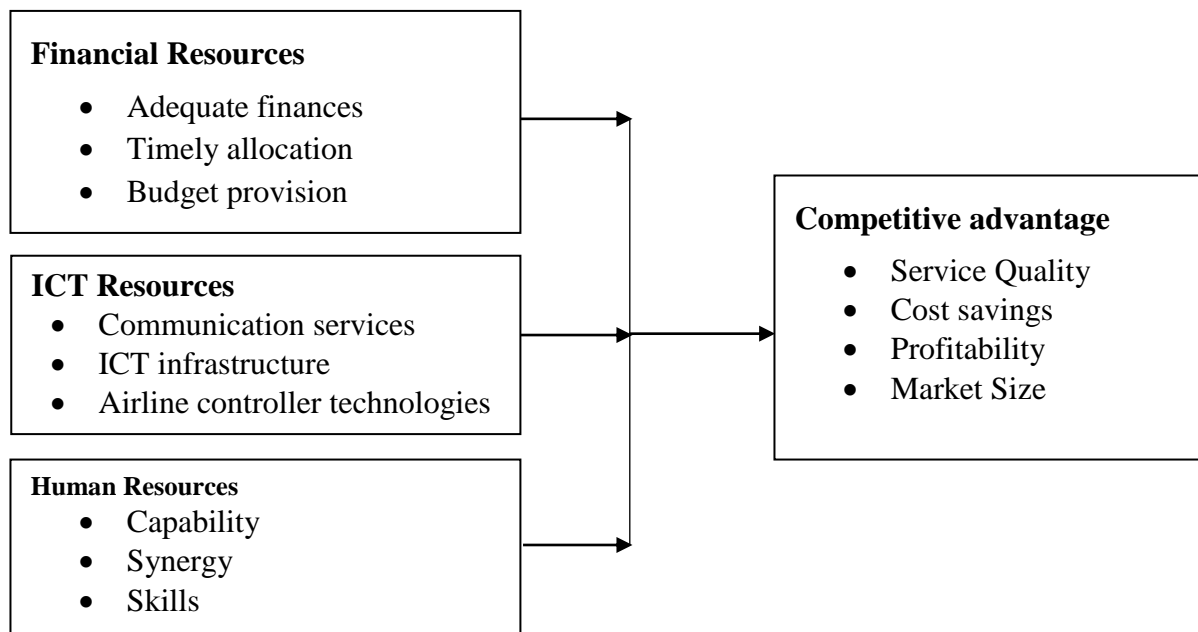 Financial Resources
• Adequate finances
• Timely allocation
• Budget provision
ICT Resources
• Communication services
• ICT infrastructure
• Airline controller technologies
Human Resources
• Capability
• Synergy
• Skills
Competitive advantage
• Service Quality
• Cost savings
• Profitability
• Market Size